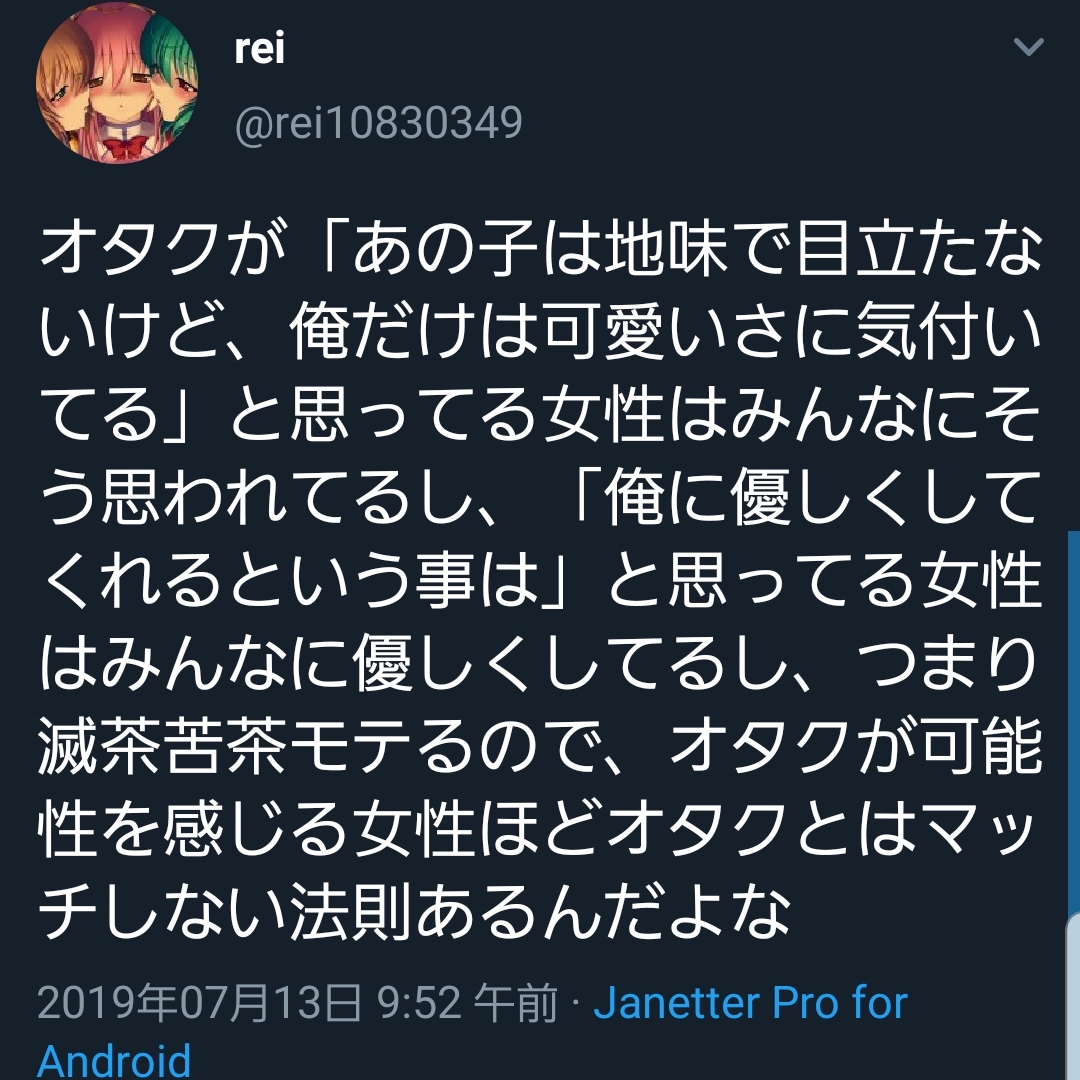 rei
@rei10830349
オタクが「あの子は地味で目立たな
いけど、俺だけは可愛いさに気付い
てる」と思ってる女性はみんなにそ
う思われてるし、「俺に優しくして
くれるという事は」と思ってる女性
はみんなに優しくしてるし、つまり
滅茶苦茶モテるので、オタクが可能
性を感じる女性ほどオタクとはマッ
チしない法則あるんだよな
2019年07月13日 9:52 午前 · Janetter Pro for
Android